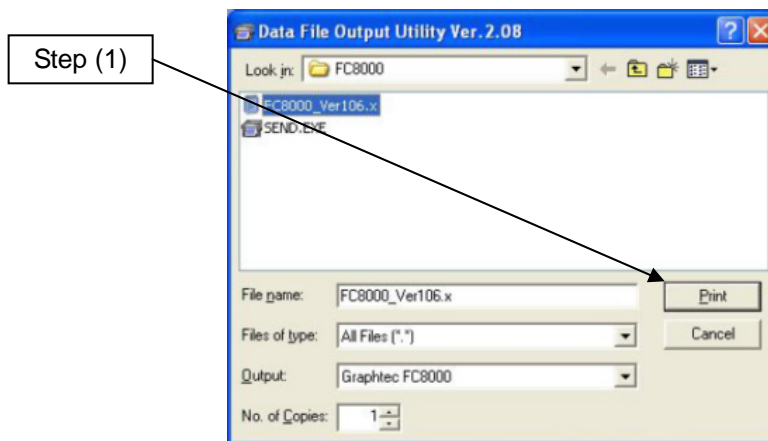 Data File Output Utility Ver.2.08
Step (1)
Look in: FC8000
FC8000_Ver106.x
SEND.EXE
File name: FC8000_Ver106.x Print
Files of type: All Files (*.*) Cancel
Output: Graphtec FC8000
No. of Copies: 1